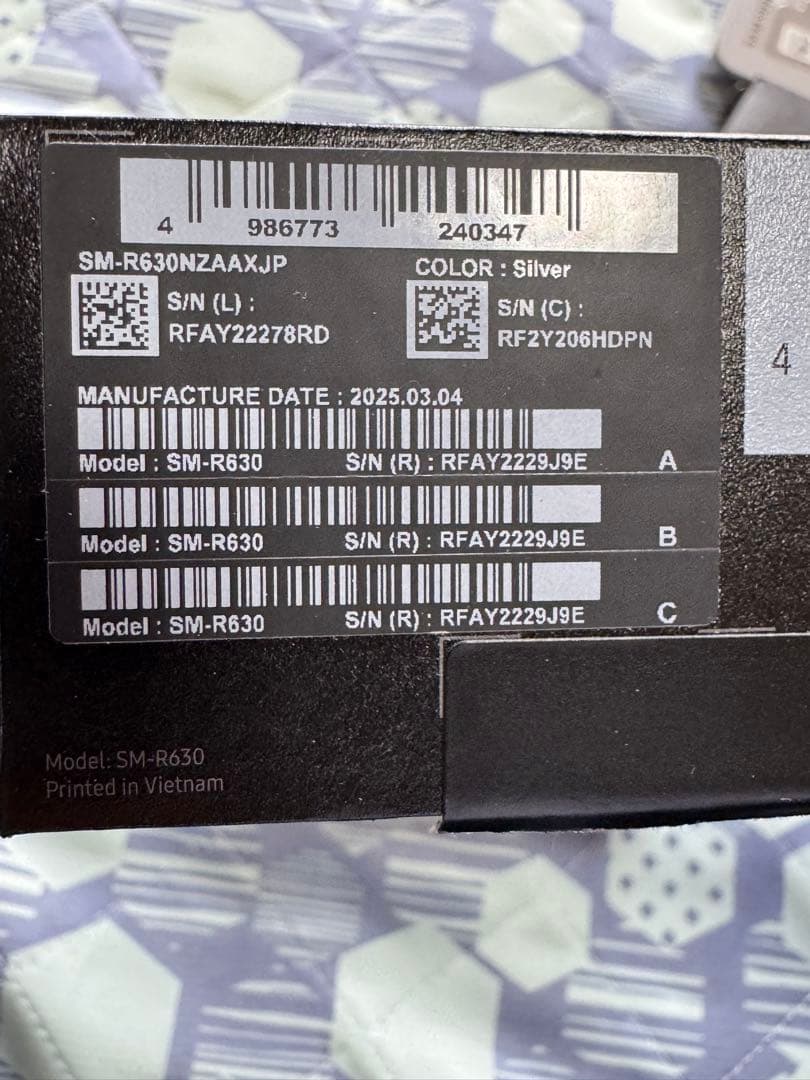 4 986773 240347
SM-R630NZAAXJP
COLOR : Silver
S/N (L) :
RFAY22278RD
S/N (C) :
RF2Y206HDPN
MANUFACTURE DATE : 2025.03.04
Model : SM-R630 S/N (R) : RFAY2229J9E A
Model : SM-R630 S/N (R) : RFAY2229J9E B
Model : SM-R630 S/N (R) : RFAY2229J9E C
4
Model: SM-R630
Printed in Vietnam